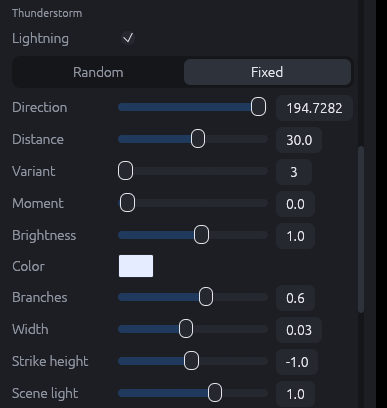 Thunderstorm
Lightning
Random Fixed
Direction 194.7282
Distance 30.0
Variant 3
Moment 0.0
Brightness 1.0
Color
Branches 0.6
Width 0.03
Strike height -1.0
Scene light 1.0